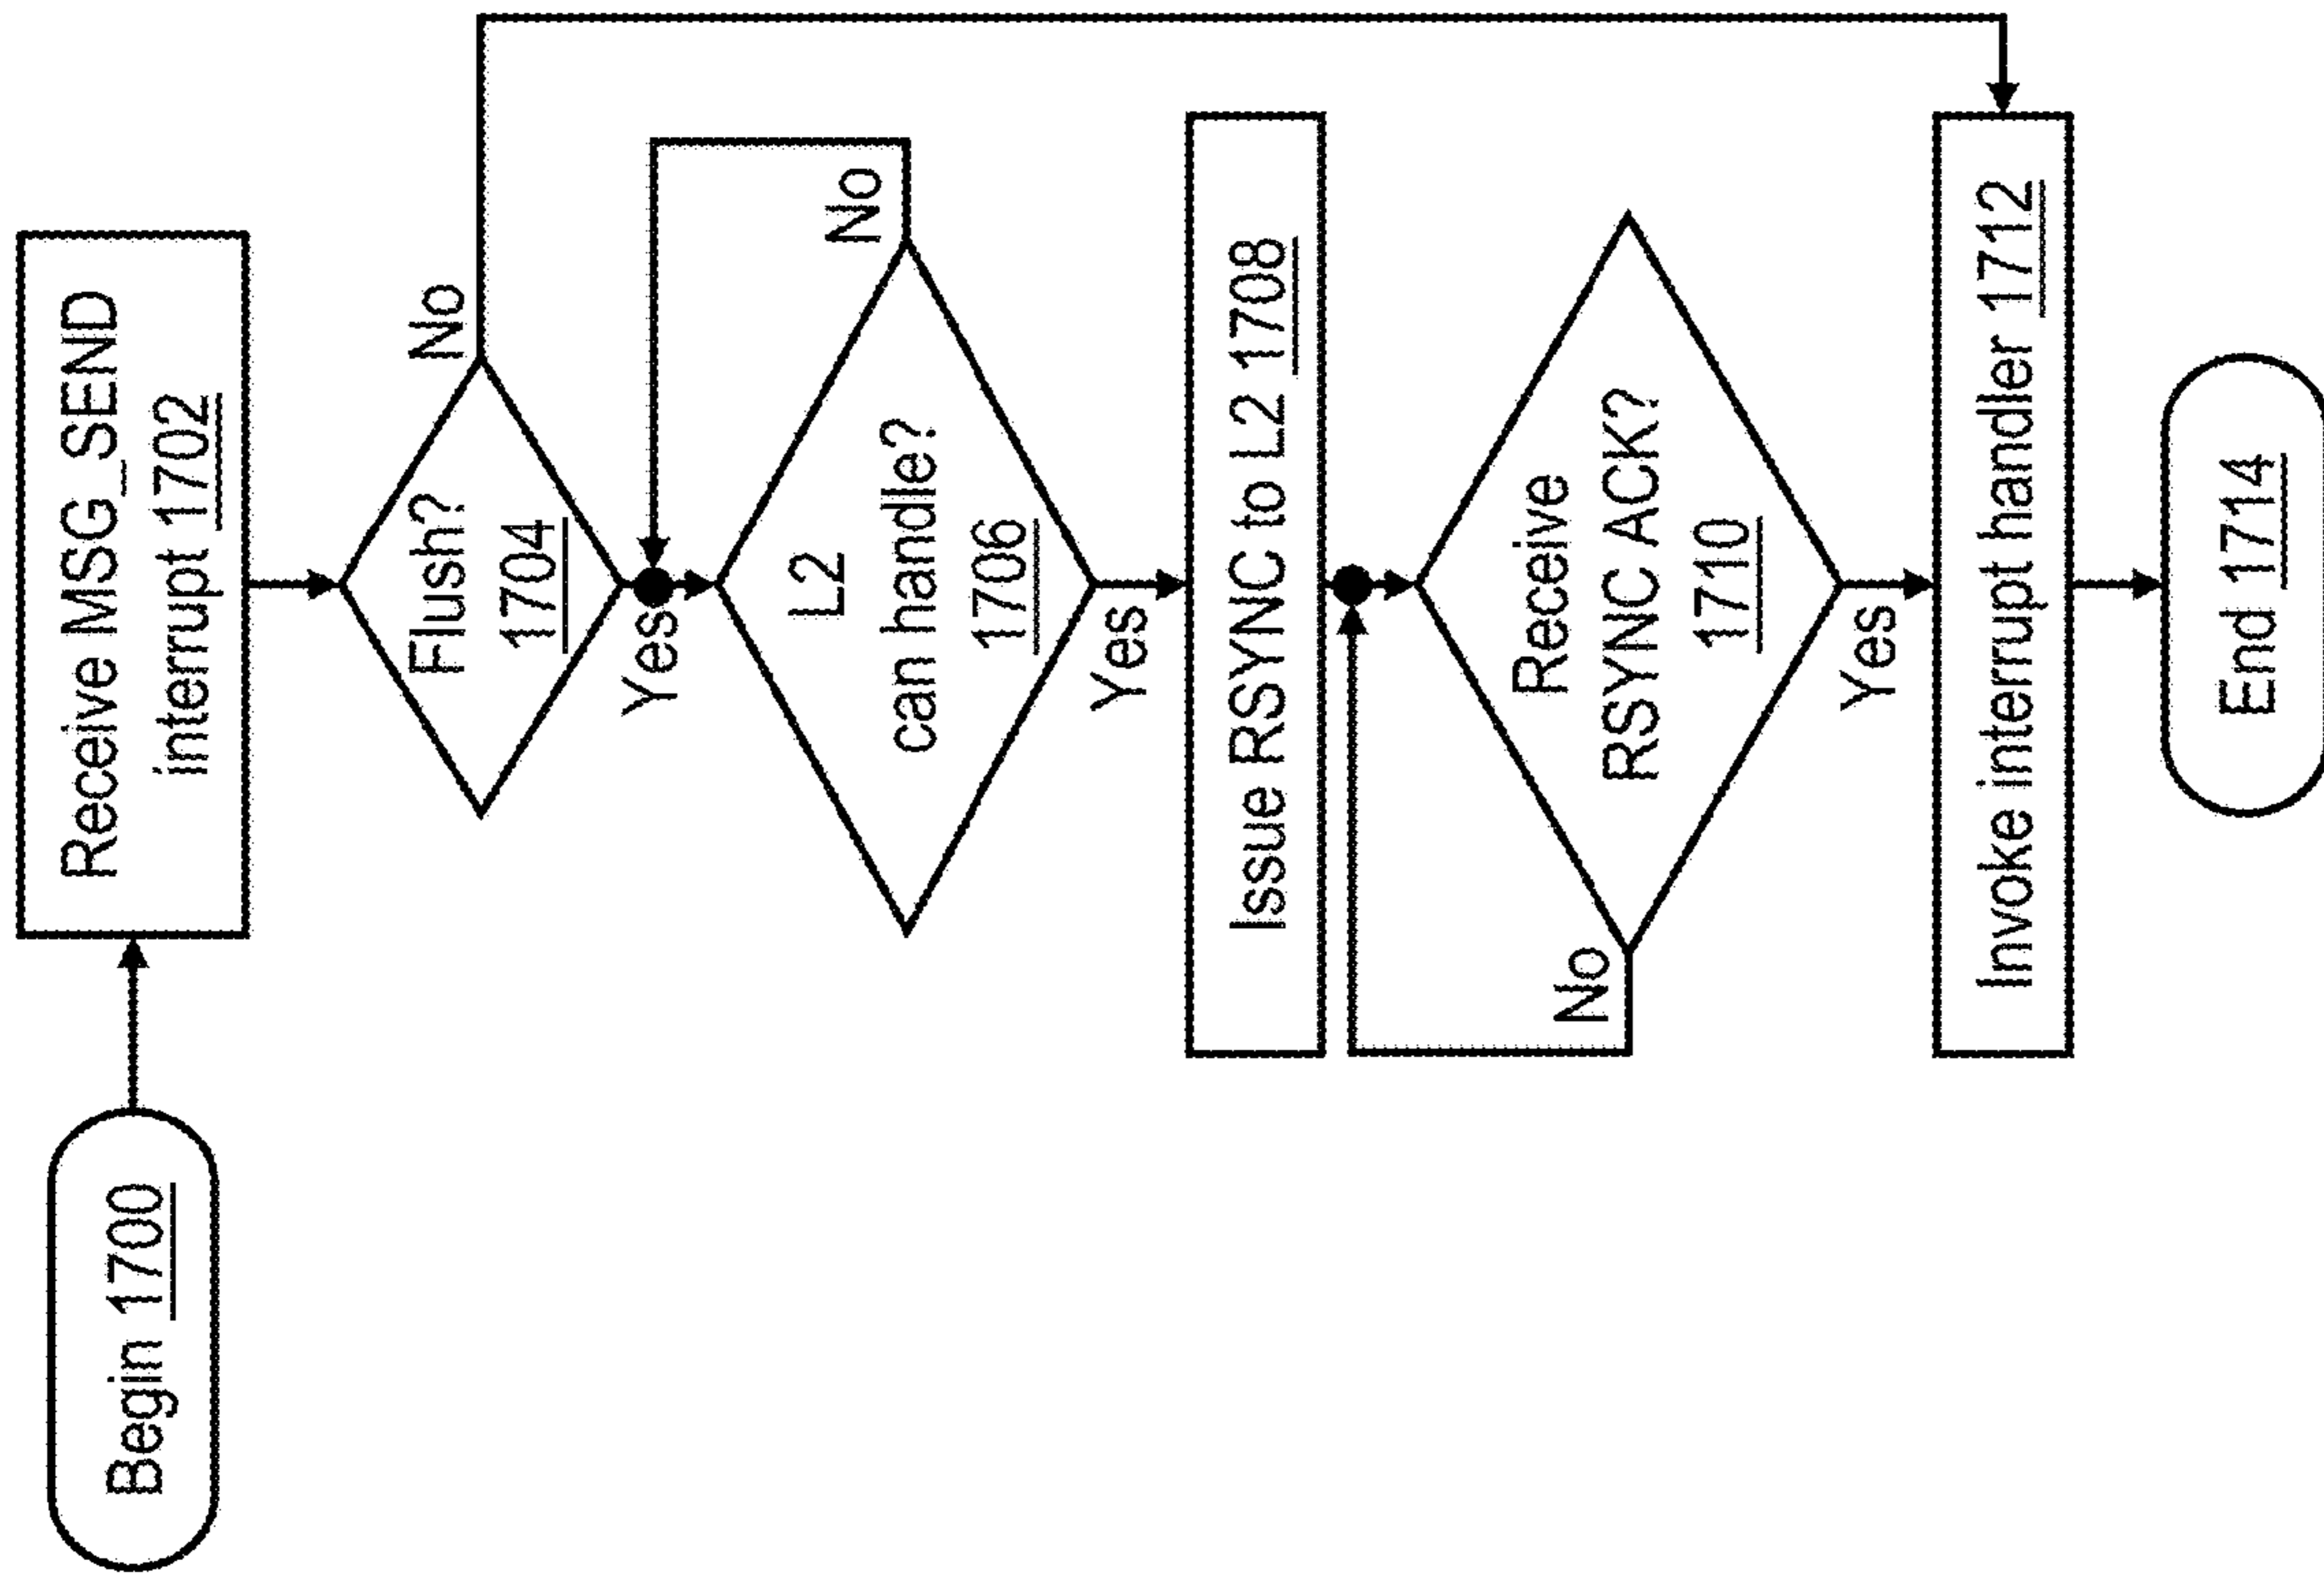 Begin 1700
Receive MSG_SEND
interrupt 1702
Flush?
1704
No
Yes
L2
can handle?
1706
No
Yes
Issue RSYNC to L2 1708
Receive
RSYNC ACK?
1710
No
Yes
Invoke interrupt handler 1712
End 1714